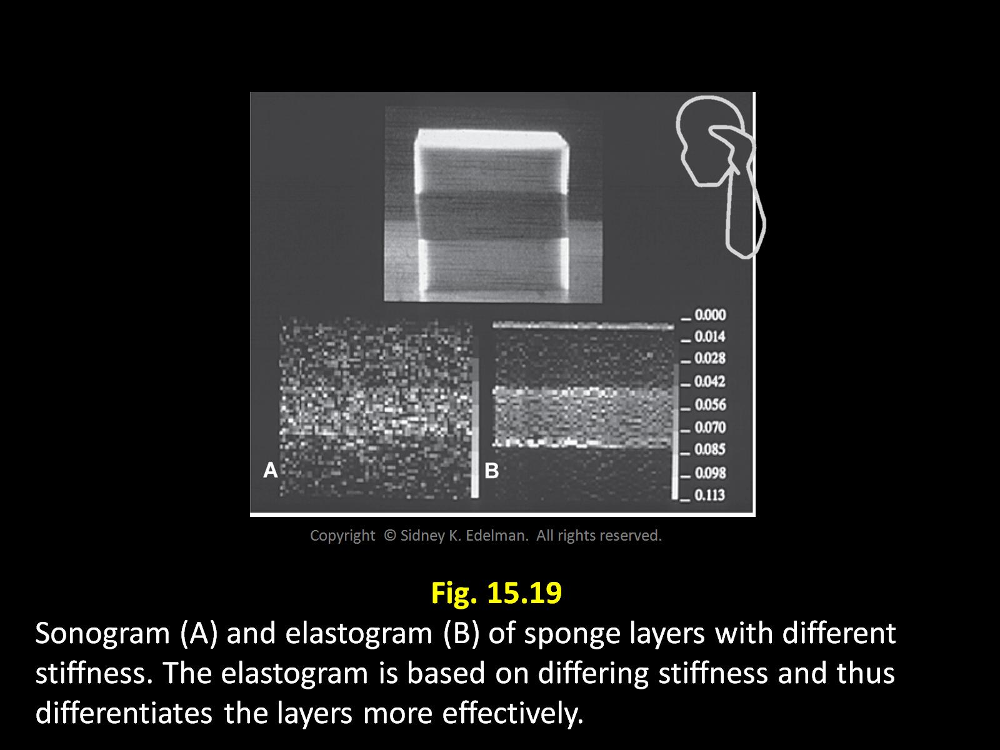 0.000
0.014
0.028
0.042
0.056
0.070
0.085
0.098
0.113
A
B
Copyright © Sidney K. Edelman. All rights reserved.
Fig. 15.19
Sonogram (A) and elastogram (B) of sponge layers with different
stiffness. The elastogram is based on differing stiffness and thus
differentiates the layers more effectively.